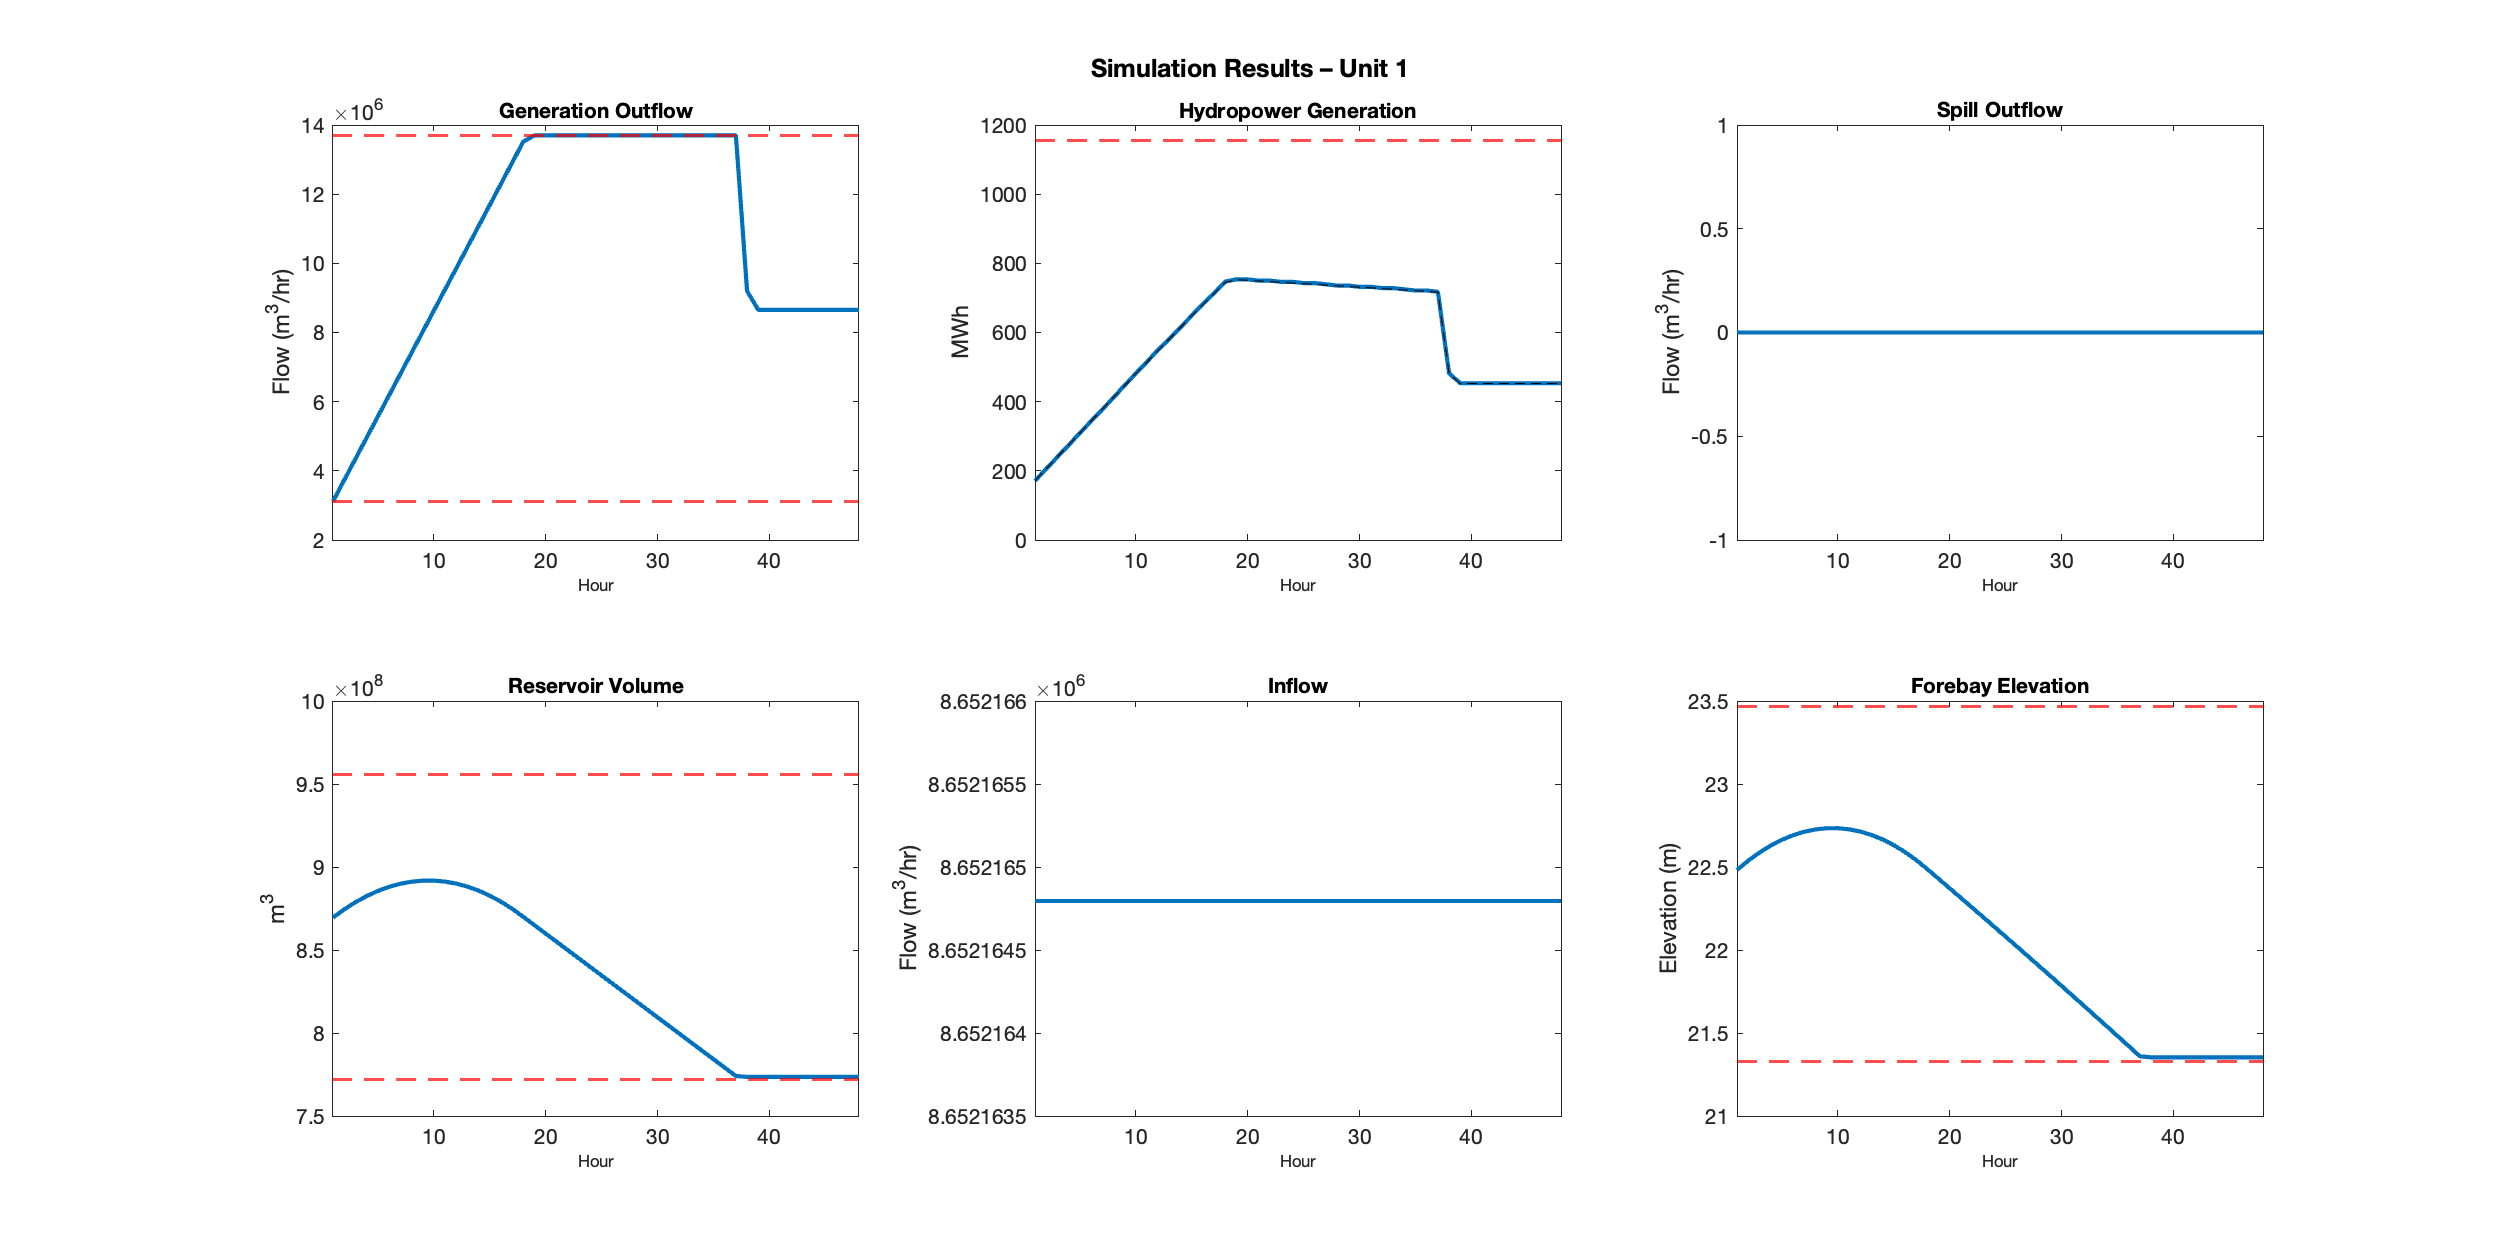 Simulation Results – Unit 1
Generation Outflow
×10^6
14
12
10
8
6
4
2
Flow (m^3/hr)
10 20 30 40
Hour
Hydropower Generation
1200
1000
800
600
400
200
0
MWh
10 20 30 40
Hour
Spill Outflow
1
0.5
0
-0.5
-1
Flow (m^3/hr)
10 20 30 40
Hour
Reservoir Volume
×10^8
10
9.5
9
8.5
8
7.5
m^3
10 20 30 40
Hour
Inflow
×10^6
8.652166
8.6521655
8.652165
8.6521645
8.652164
8.6521635
Flow (m^3/hr)
10 20 30 40
Hour
Forebay Elevation
23.5
23
22.5
22
21.5
21
Elevation (m)
10 20 30 40
Hour